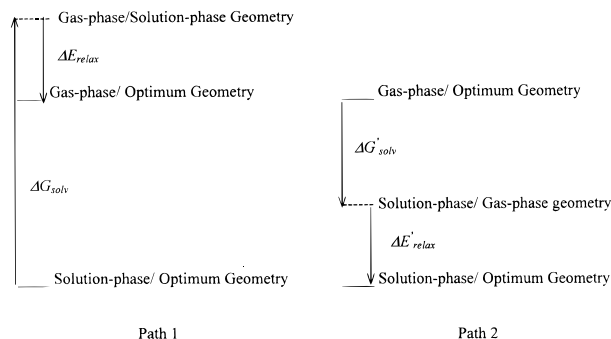 Gas-phase/Solution-phase Geometry
ΔE_relax
Gas-phase/ Optimum Geometry
ΔG_solv
Solution-phase/ Optimum Geometry
Path 1
Gas-phase/ Optimum Geometry
ΔG'_solv
Solution-phase/ Gas-phase geometry
ΔE'_relax
Solution-phase/ Optimum Geometry
Path 2